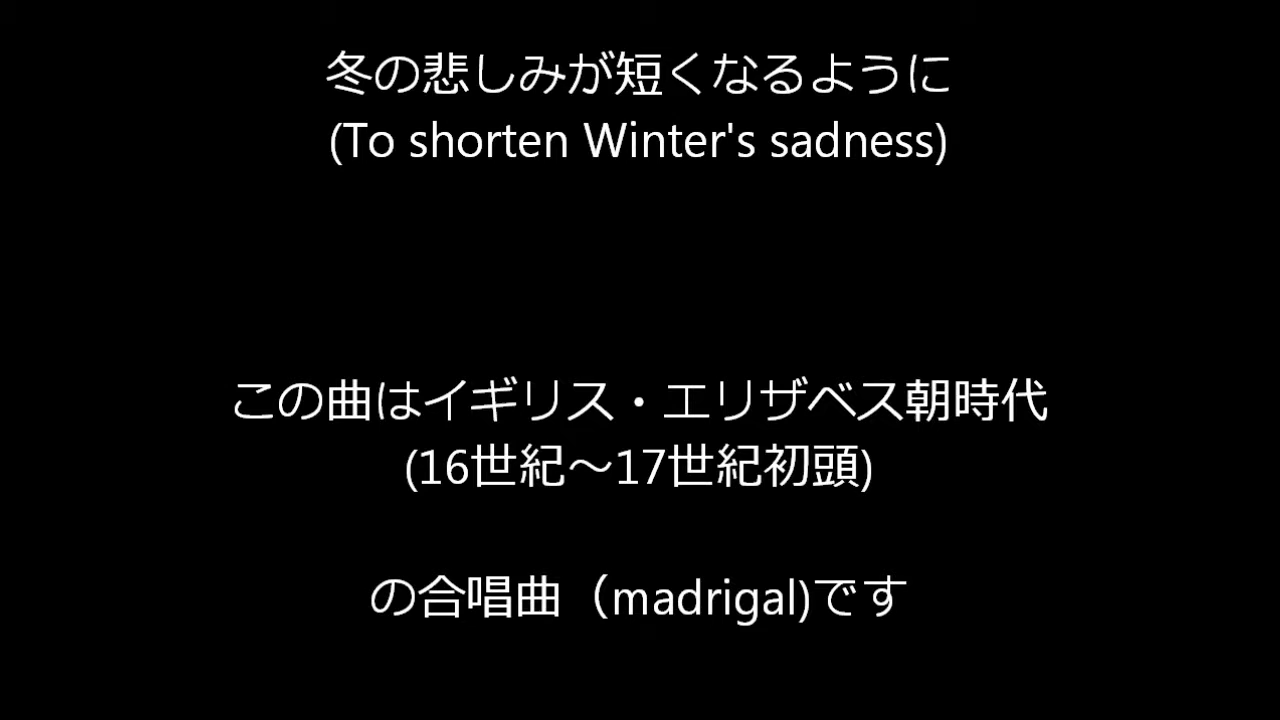 冬の悲しみが短くなるように
(To shorten Winter's sadness)
この曲はイギリス・エリザベス朝時代
(16世紀～17世紀初頭)
の合唱曲（madrigal)です